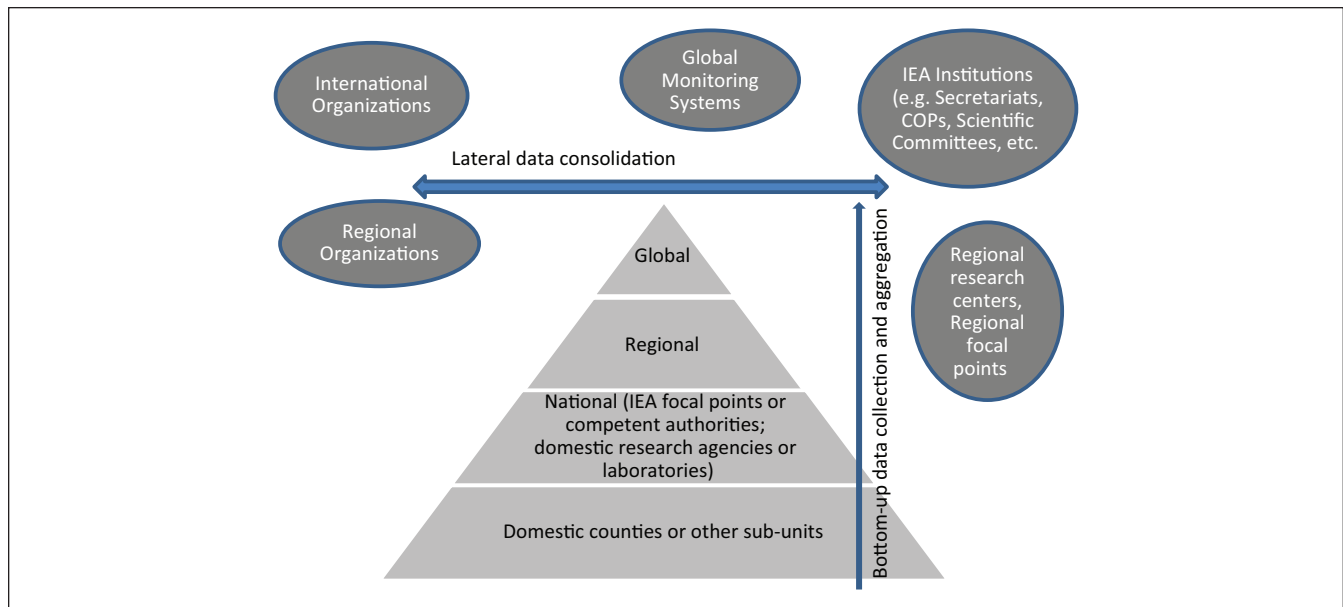 International
Organizations
Global
Monitoring
Systems
IEA Institutions
(e.g. Secretariats,
COPs, Scientific
Committees, etc.
Lateral data consolidation
Regional
Organizations
Global
Regional
National (IEA focal points or
competent authorities;
domestic research agencies or
laboratories)
Domestic counties or other sub-units
Bottom-up data collection and aggregation
Regional
research
centers,
Regional
focal
points